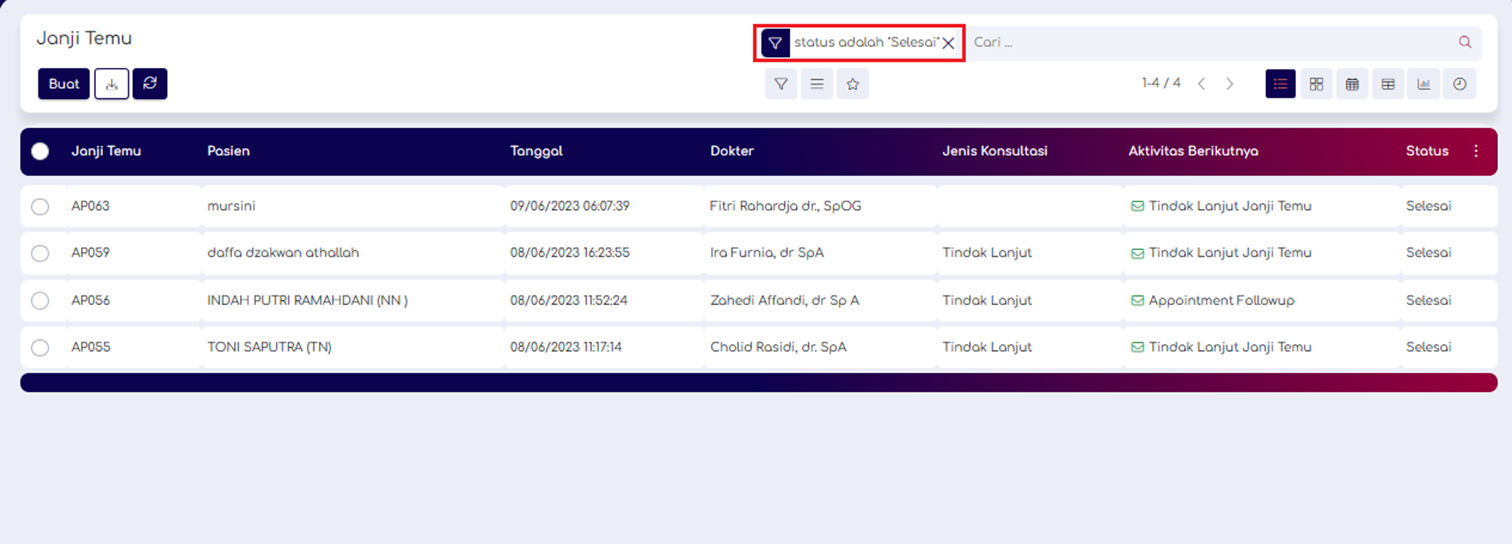 Janji Temu
status adalah "Selesai" Cari ...
Buat 1-4 / 4
Janji Temu Pasien Tanggal Dokter Jenis Konsultasi Aktivitas Berikutnya Status
AP063 mursini 09/06/2023 06:07:39 Fitri Rahardja dr., SpOG Tindak Lanjut Janji Temu Selesai
AP059 daffa dzakwan athallah 08/06/2023 16:23:55 Ira Furnia, dr SpA Tindak Lanjut Tindak Lanjut Janji Temu Selesai
AP056 INDAH PUTRI RAMAHDANI (NN ) 08/06/2023 11:52:24 Zahedi Affandi, dr Sp A Tindak Lanjut Appointment Followup Selesai
AP055 TONI SAPUTRA (TN) 08/06/2023 11:17:14 Cholid Rasidi, dr. SpA Tindak Lanjut Tindak Lanjut Janji Temu Selesai